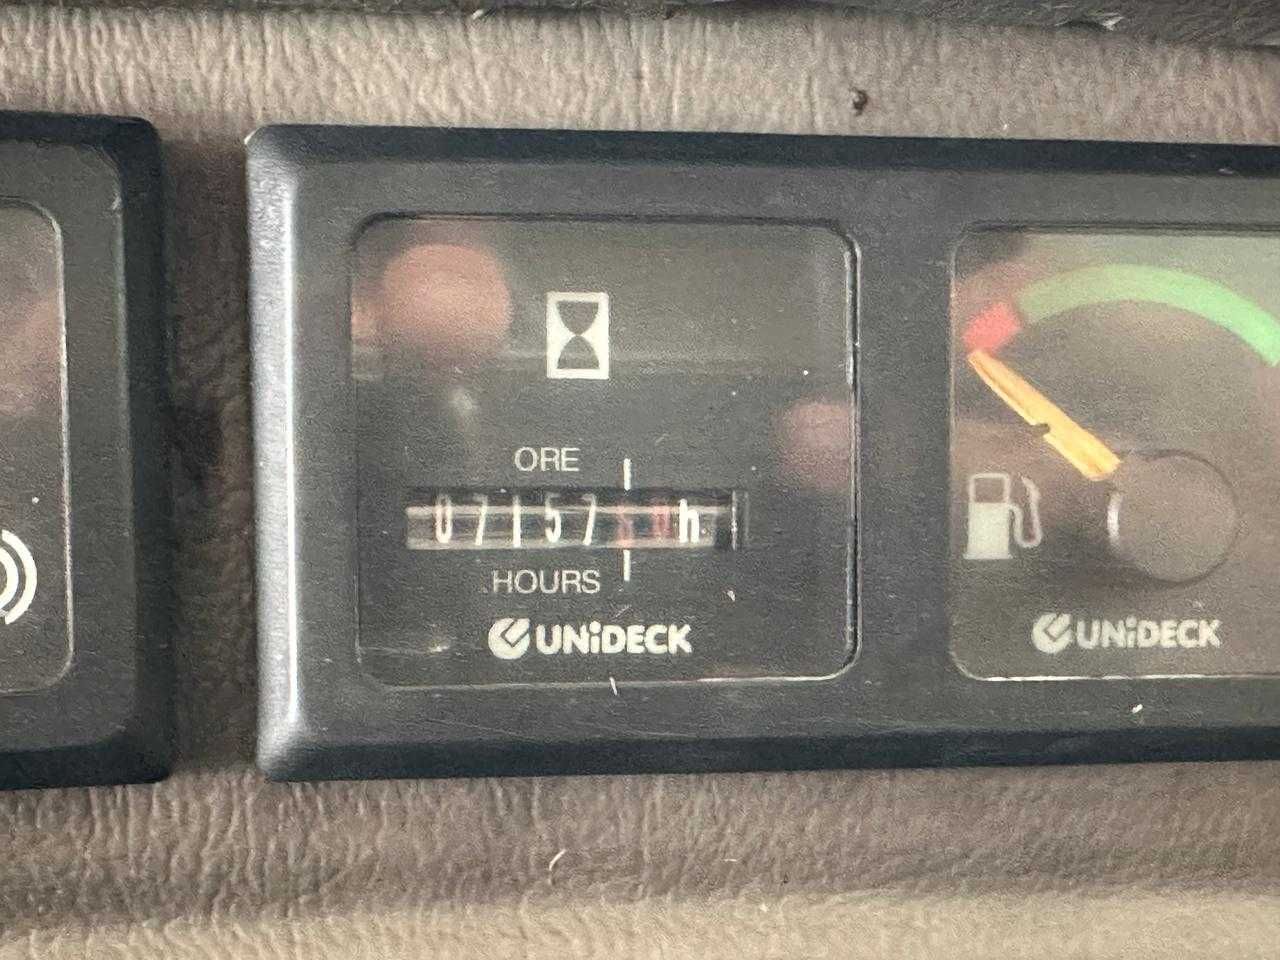 ORE
07157 h
HOURS
UNiDECK
UNiDECK